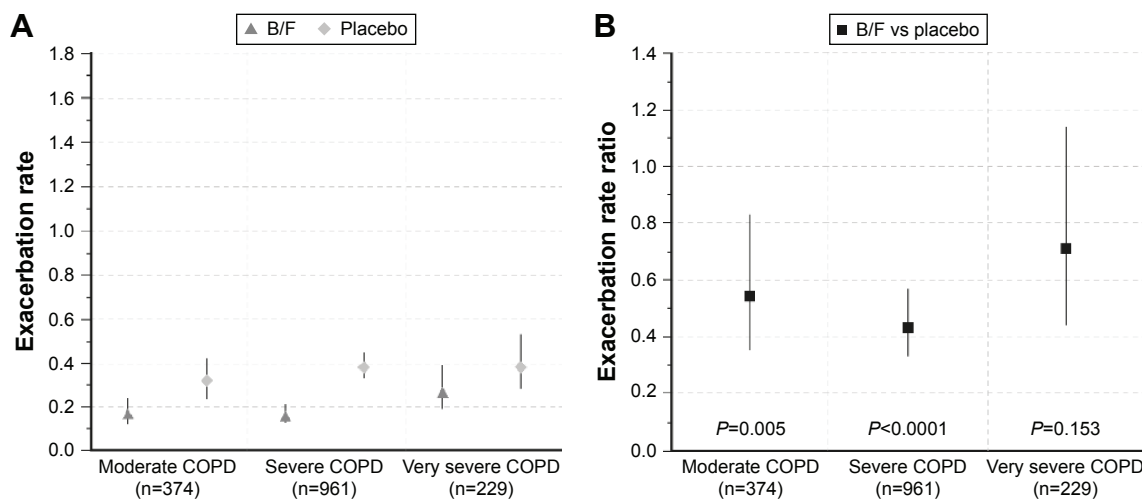 A
B/F Placebo
Exacerbation rate
1.8
1.6
1.4
1.2
1.0
0.8
0.6
0.4
0.2
0.0
Moderate COPD
(n=374)
Severe COPD
(n=961)
Very severe COPD
(n=229)
B
B/F vs placebo
Exacerbation rate ratio
1.4
1.2
1.0
0.8
0.6
0.4
0.2
0.0
P=0.005
P<0.0001
P=0.153
Moderate COPD
(n=374)
Severe COPD
(n=961)
Very severe COPD
(n=229)